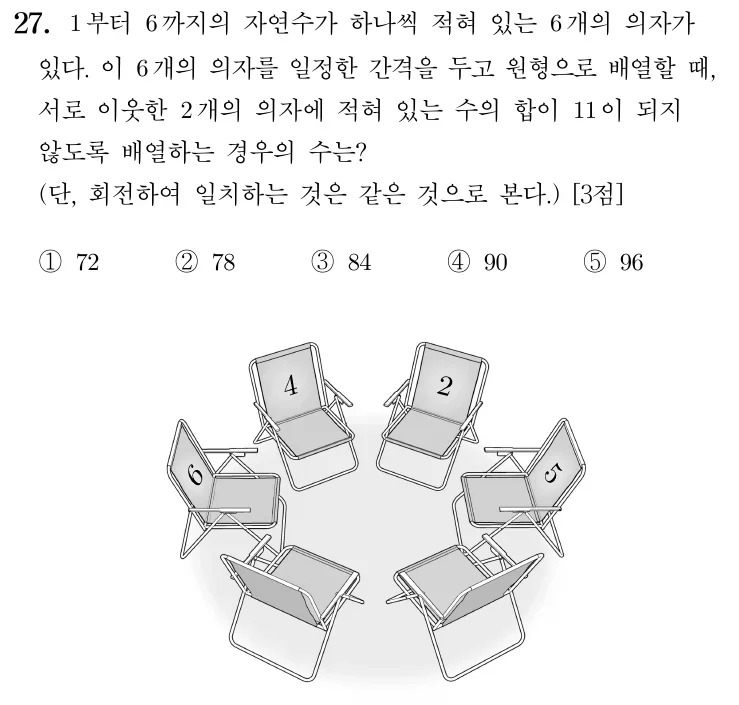 27. 1부터 6까지의 자연수가 하나씩 적혀 있는 6개의 의자가
있다. 이 6개의 의자를 일정한 간격을 두고 원형으로 배열할 때,
서로 이웃한 2개의 의자에 적혀 있는 수의 합이 11이 되지
않도록 배열하는 경우의 수는?
(단, 회전하여 일치하는 것은 같은 것으로 본다.) [3점]
① 72 ② 78 ③ 84 ④ 90 ⑤ 96
4 2
6 5